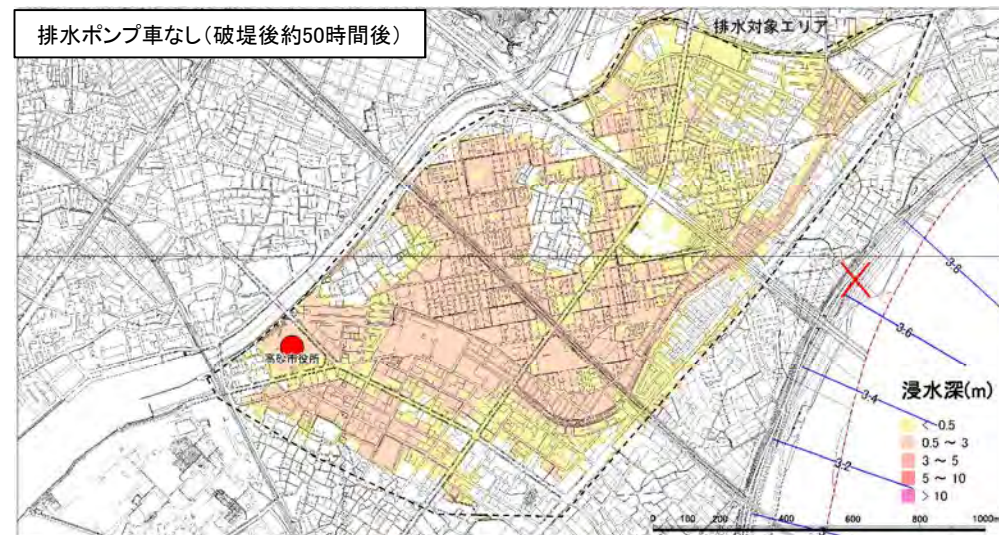 排水ポンプ車なし(破堤後約50時間後)
排水対象エリア
高砂市役所
3.6
3.6
3.4
3.2
浸水深(m)
< 0.5
0.5 ~ 3
3 ~ 5
5 ~ 10
> 10
0 100 200 400 600 800 1000m